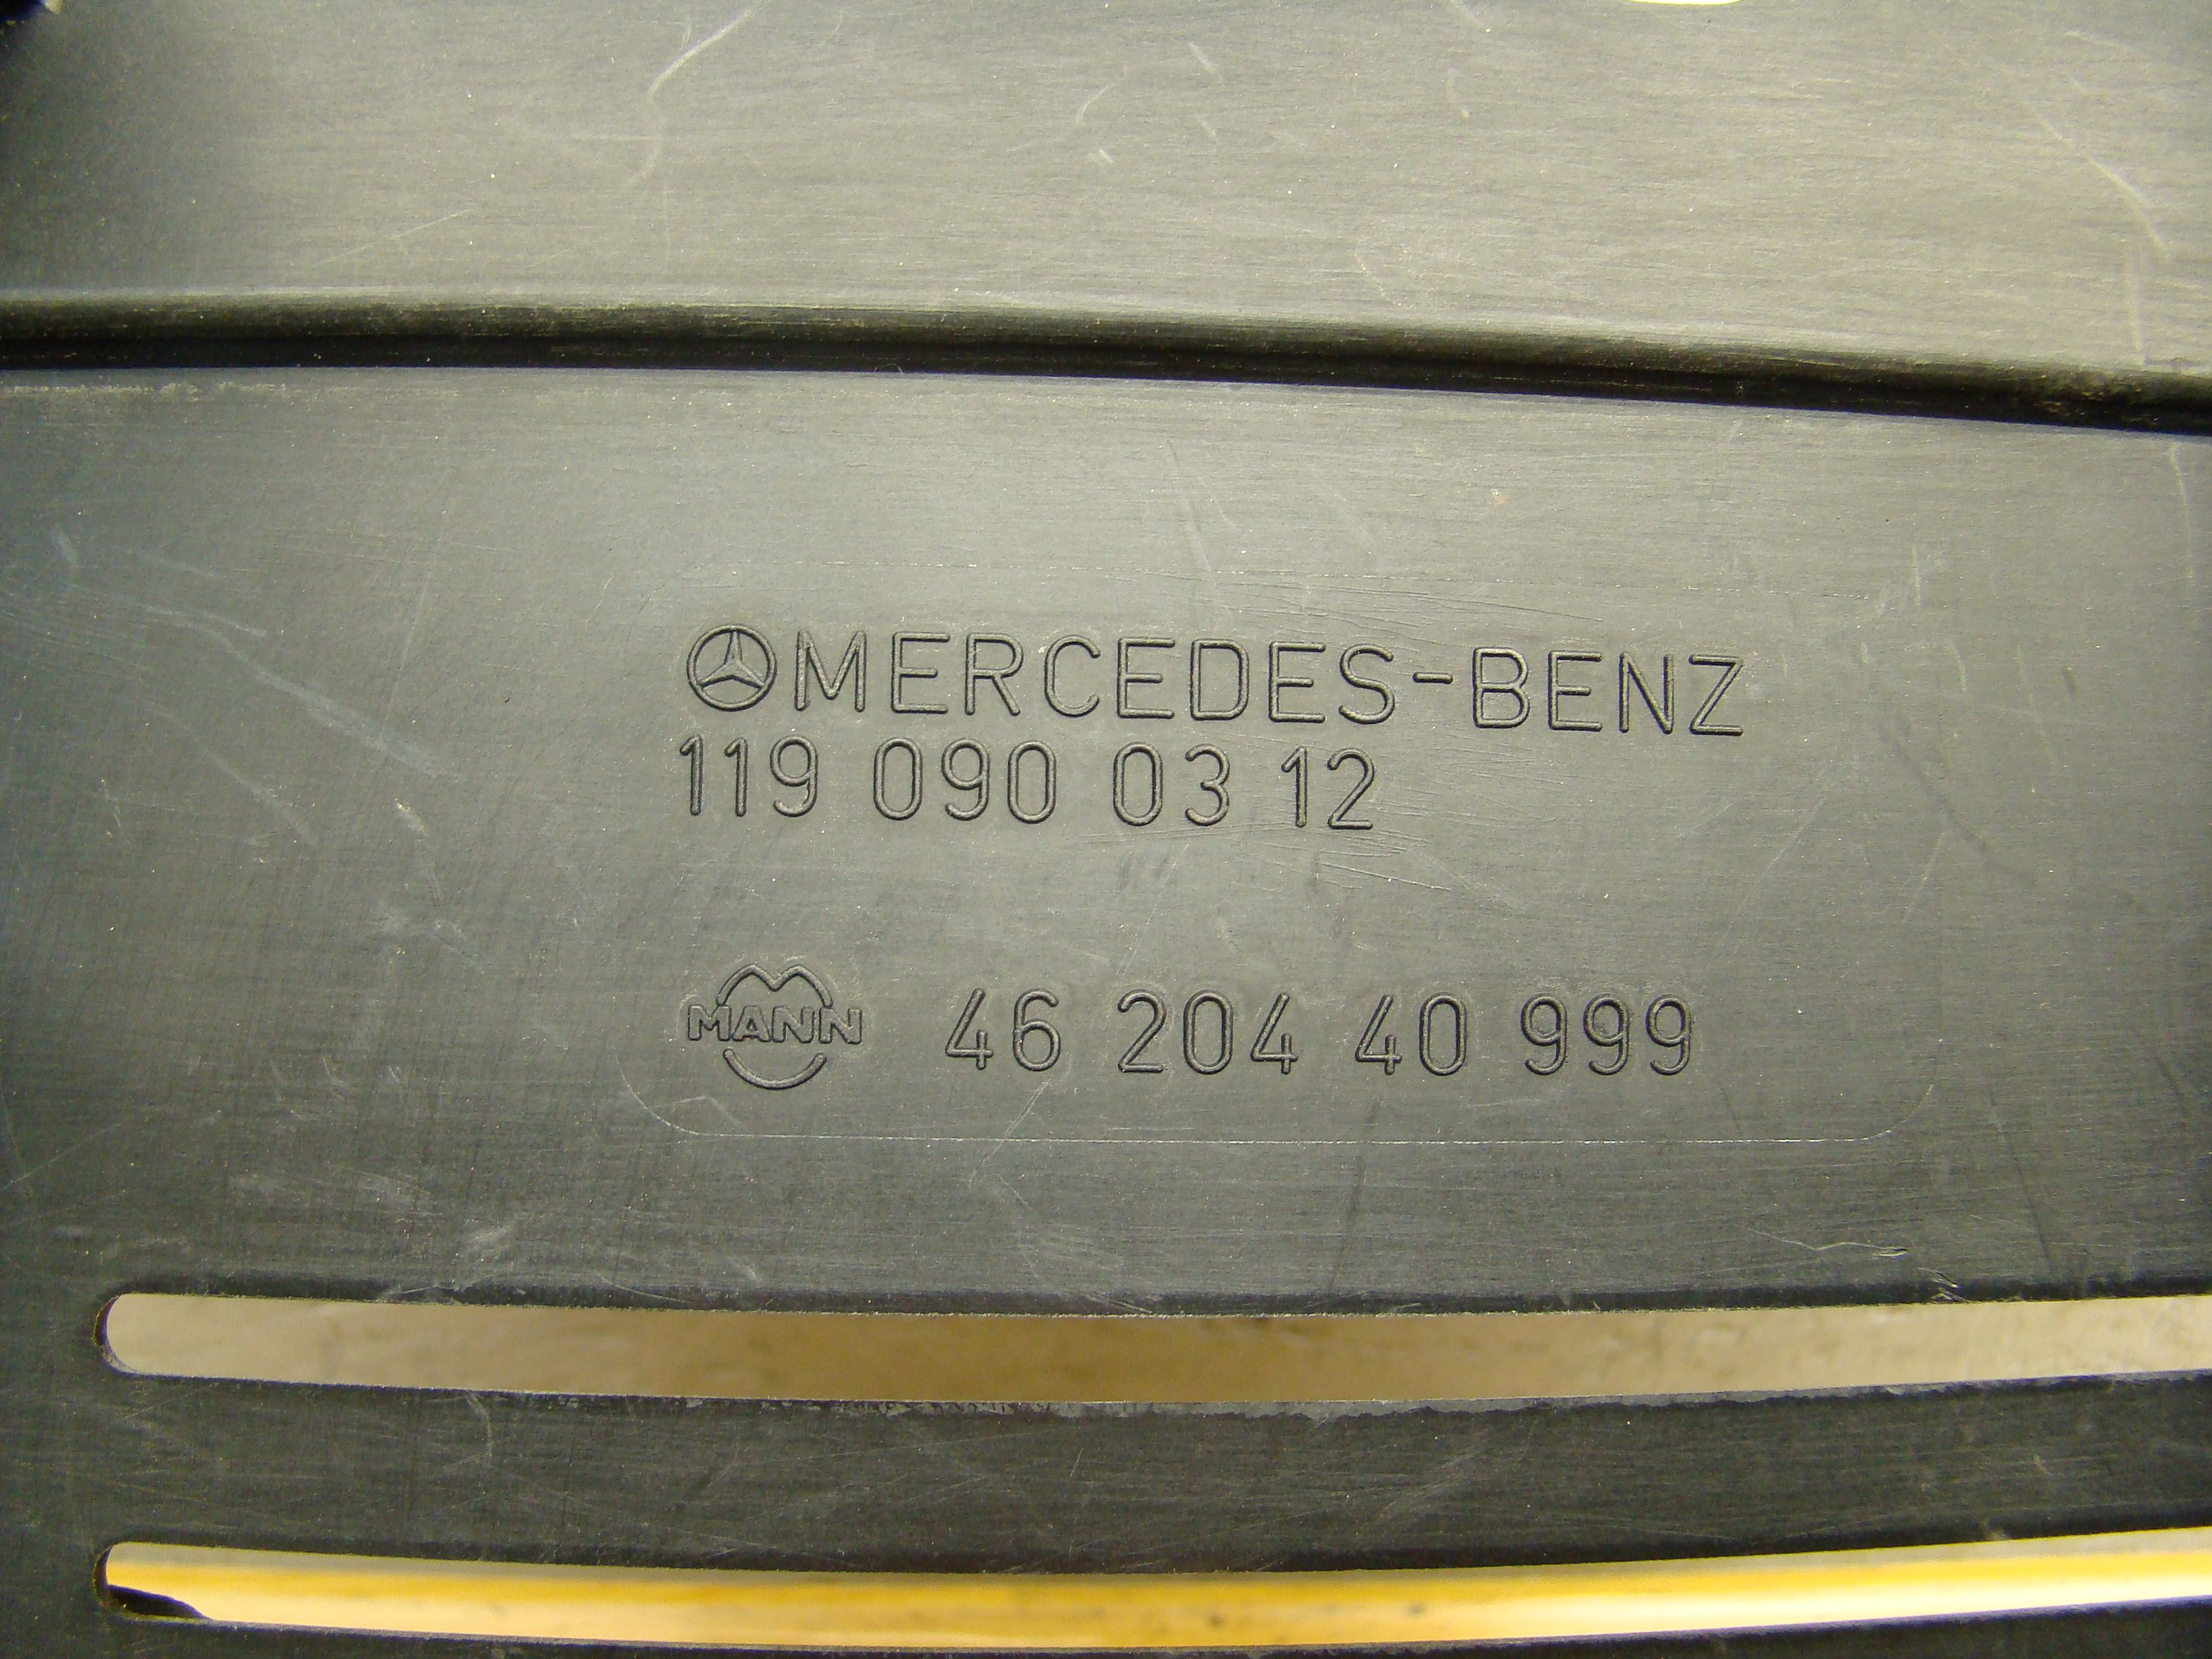 MERCEDES-BENZ
119 090 03 12
MANN 46 204 40 999